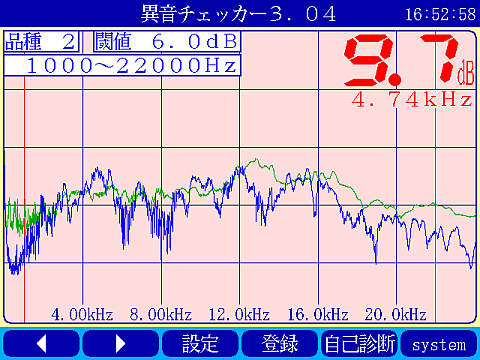 異音チェッカー３．０４ 16:52:58
品種 ２ 閾値 ６.０ｄＢ
１０００～２２０００Ｈｚ
9.7dB
４．７４ｋＨｚ
4.00kHz 8.00kHz 12.0kHz 16.0kHz 20.0kHz
◀ ▶ 設定 登録 自己診断 system